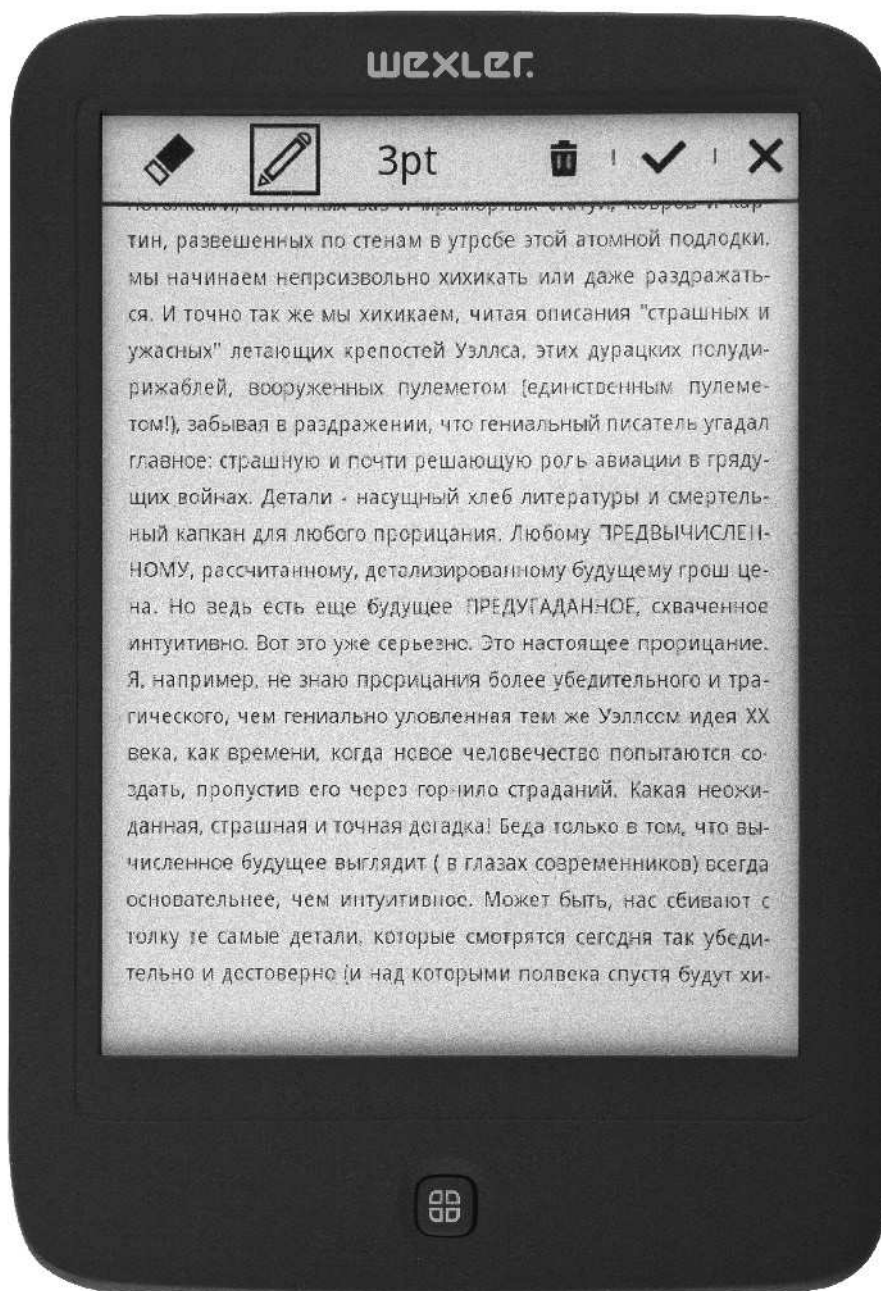 wexler.
3pt
потолками, античных ваз и мраморных статуй, ковров и кар-
тин, развешенных по стенам в утробе этой атомной подлодки,
мы начинаем непроизвольно хихикать или даже раздражать-
ся. И точно так же мы хихикаем, читая описания "страшных и
ужасных" летающих крепостей Уэллса, этих дурацких полуди-
рижаблей, вооруженных пулеметом (единственным пулеме-
том!), забывая в раздражении, что гениальный писатель угадал
главное: страшную и почти решающую роль авиации в гряду-
щих войнах. Детали - насущный хлеб литературы и смертель-
ный капкан для любого прорицания. Любому ПРЕДВЫЧИСЛЕН-
НОМУ, рассчитанному, детализированному будущему грош це-
на. Но ведь есть еще будущее ПРЕДУГАДАННОЕ, схваченное
интуитивно. Вот это уже серьезно. Это настоящее прорицание.
Я, например, не знаю прорицания более убедительного и тра-
гического, чем гениально уловленная тем же Уэллсом идея XX
века, как времени, когда новое человечество попытаются со-
здать, пропустив его через горнило страданий. Какая неожи-
данная, страшная и точная догадка! Беда только в том, что вы-
численное будущее выглядит ( в глазах современников) всегда
основательнее, чем интуитивное. Может быть, нас сбивают с
толку те самые детали, которые смотрятся сегодня так убеди-
тельно и достоверно (и над которыми полвека спустя будут хи-